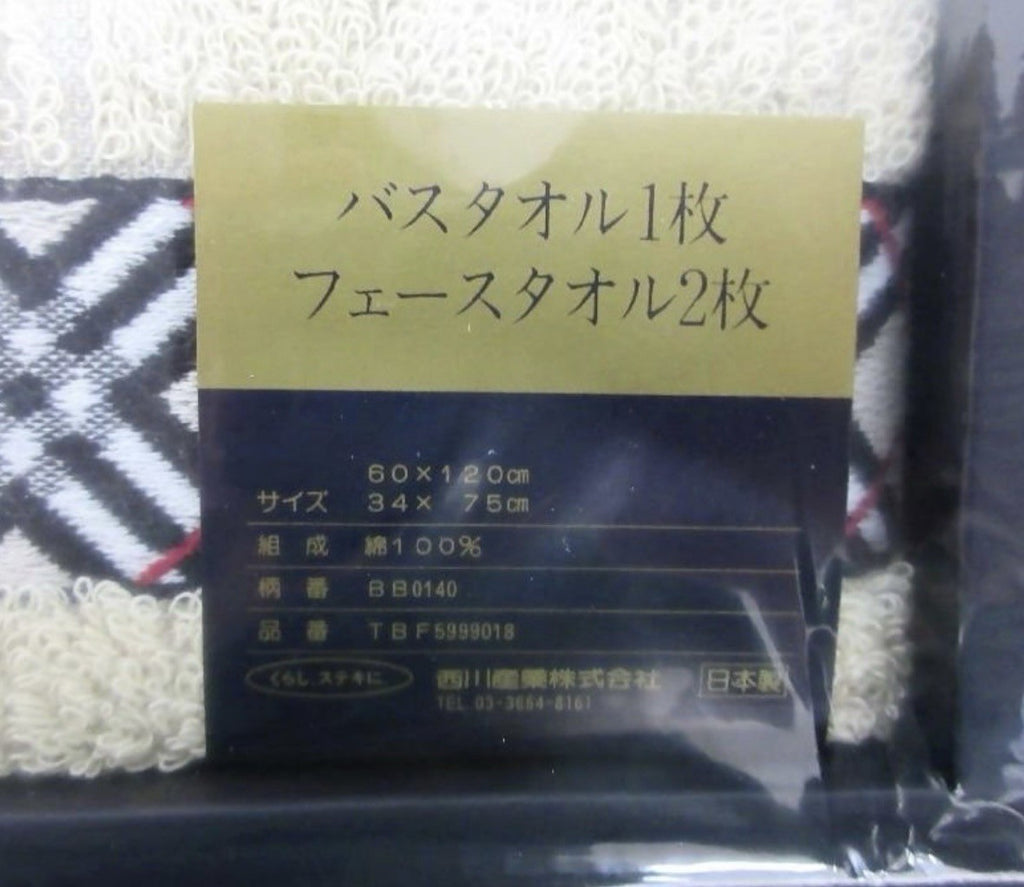 バスタオル1枚
フェースタオル2枚
60×120㎝
サイズ 34× 75㎝
組 成 綿100%
柄 番 BB0140
品 番 TBF5999018
くらし ステキに 西川産業株式会社 日本製
TEL 03-3664-8161